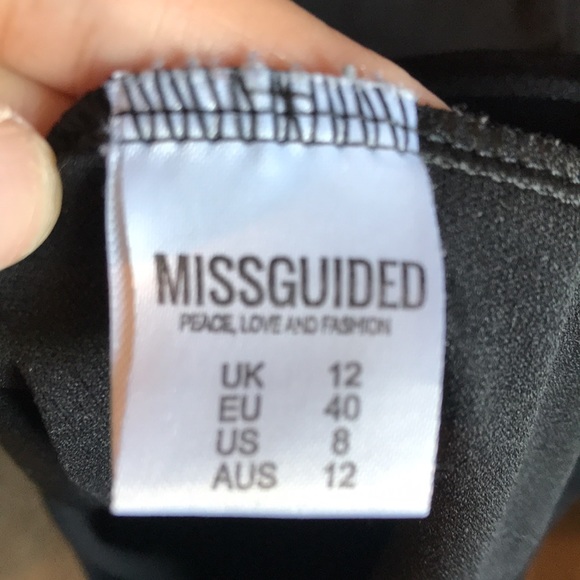 MISSGUIDED
PEACE, LOVE AND FASHION
UK 12
EU 40
US 8
AUS 12